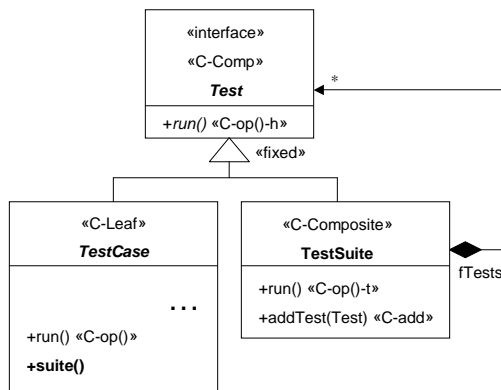 «interface»
«C-Comp»
Test
*
+run() «C-op()-h»
«fixed»
«C-Leaf»
TestCase
...
+run() «C-op()»
+suite()
«C-Composite»
TestSuite
+run() «C-op()-t»
+addTest(Test) «C-add»
fTests